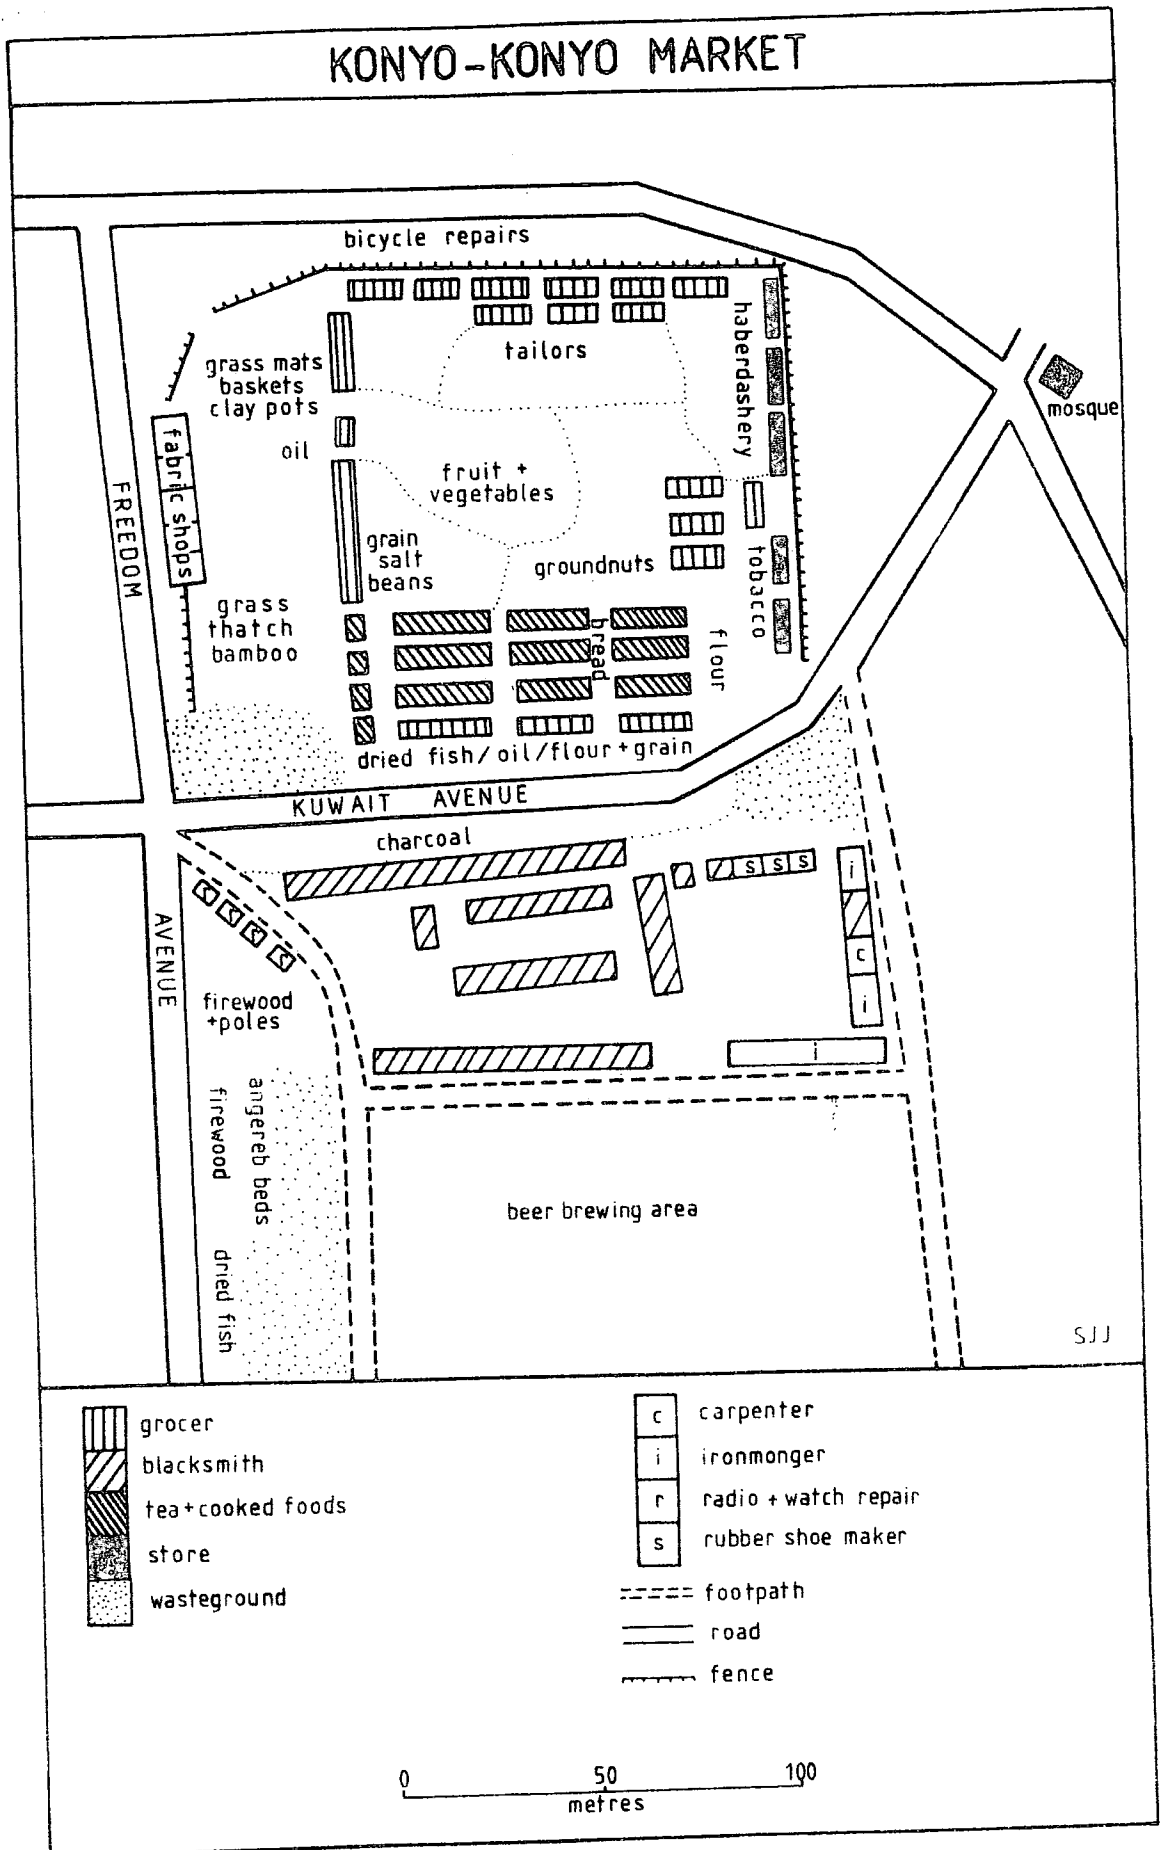 KONYO-KONYO MARKET
bicycle repairs
tailors
haberdashery
grass mats
baskets
clay pots
oil
mosque
fabric shops
FREEDOM
fruit +
vegetables
grain
salt
beans
groundnuts
tobacco
grass
thatch
bamboo
bread
flour
dried fish/oil/flour+grain
KUWAIT AVENUE
charcoal
s s s
i
c
i
i
s
s
s
s
AVENUE
firewood
+poles
angereb beds
firewood
dried fish
beer brewing area
SJJ
grocer
blacksmith
tea+cooked foods
store
wasteground
c carpenter
i ironmonger
r radio + watch repair
s rubber shoe maker
footpath
road
fence
0 50 100
metres